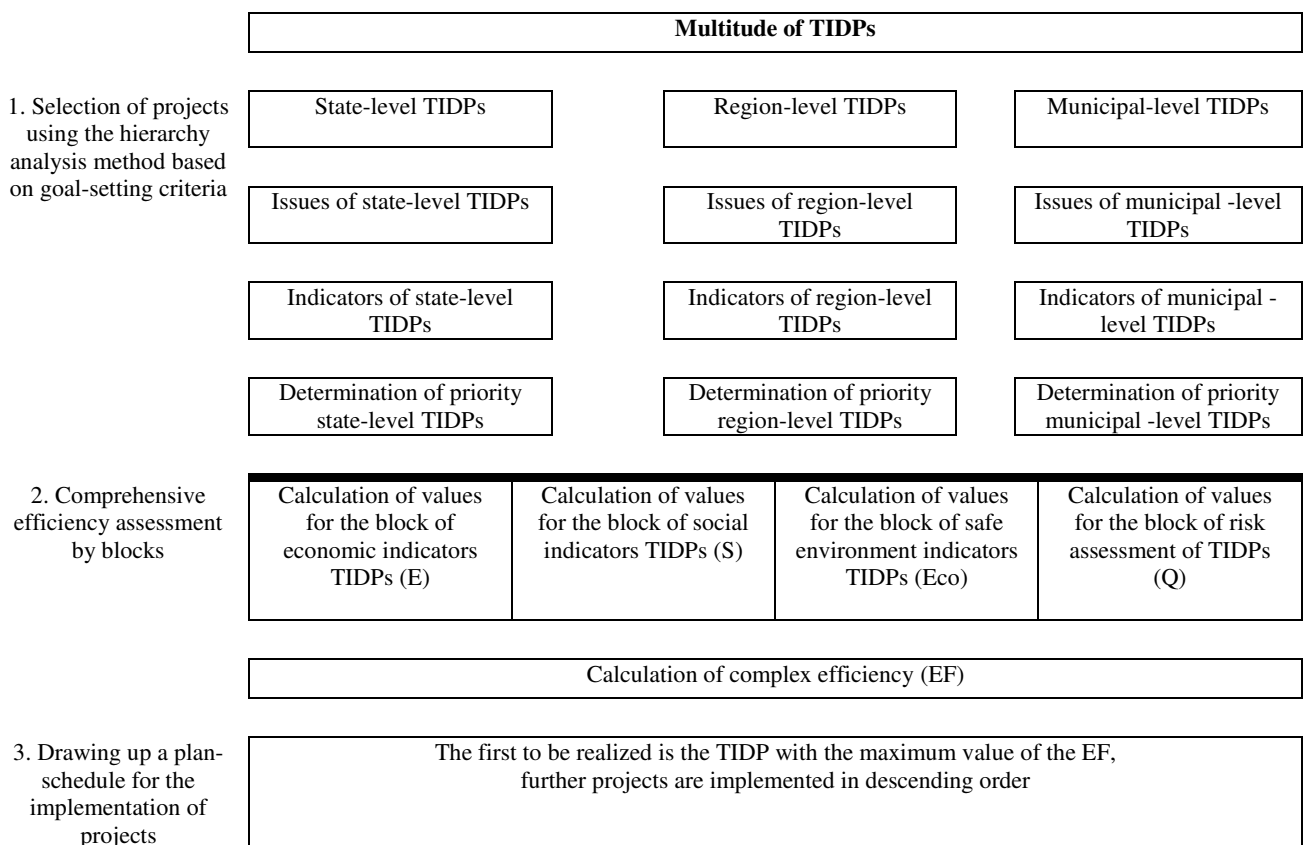 Multitude of TIDPs
1. Selection of projects
using the hierarchy
analysis method based
on goal-setting criteria
State-level TIDPs
Region-level TIDPs
Municipal-level TIDPs
Issues of state-level TIDPs
Issues of region-level
TIDPs
Issues of municipal -level
TIDPs
Indicators of state-level
TIDPs
Indicators of region-level
TIDPs
Indicators of municipal -
level TIDPs
Determination of priority
state-level TIDPs
Determination of priority
region-level TIDPs
Determination of priority
municipal -level TIDPs
2. Comprehensive
efficiency assessment
by blocks
Calculation of values
for the block of
economic indicators
TIDPs (E)
Calculation of values
for the block of social
indicators TIDPs (S)
Calculation of values
for the block of safe
environment indicators
TIDPs (Eco)
Calculation of values
for the block of risk
assessment of TIDPs
(Q)
Calculation of complex efficiency (EF)
3. Drawing up a plan-
schedule for the
implementation of
projects
The first to be realized is the TIDP with the maximum value of the EF,
further projects are implemented in descending order